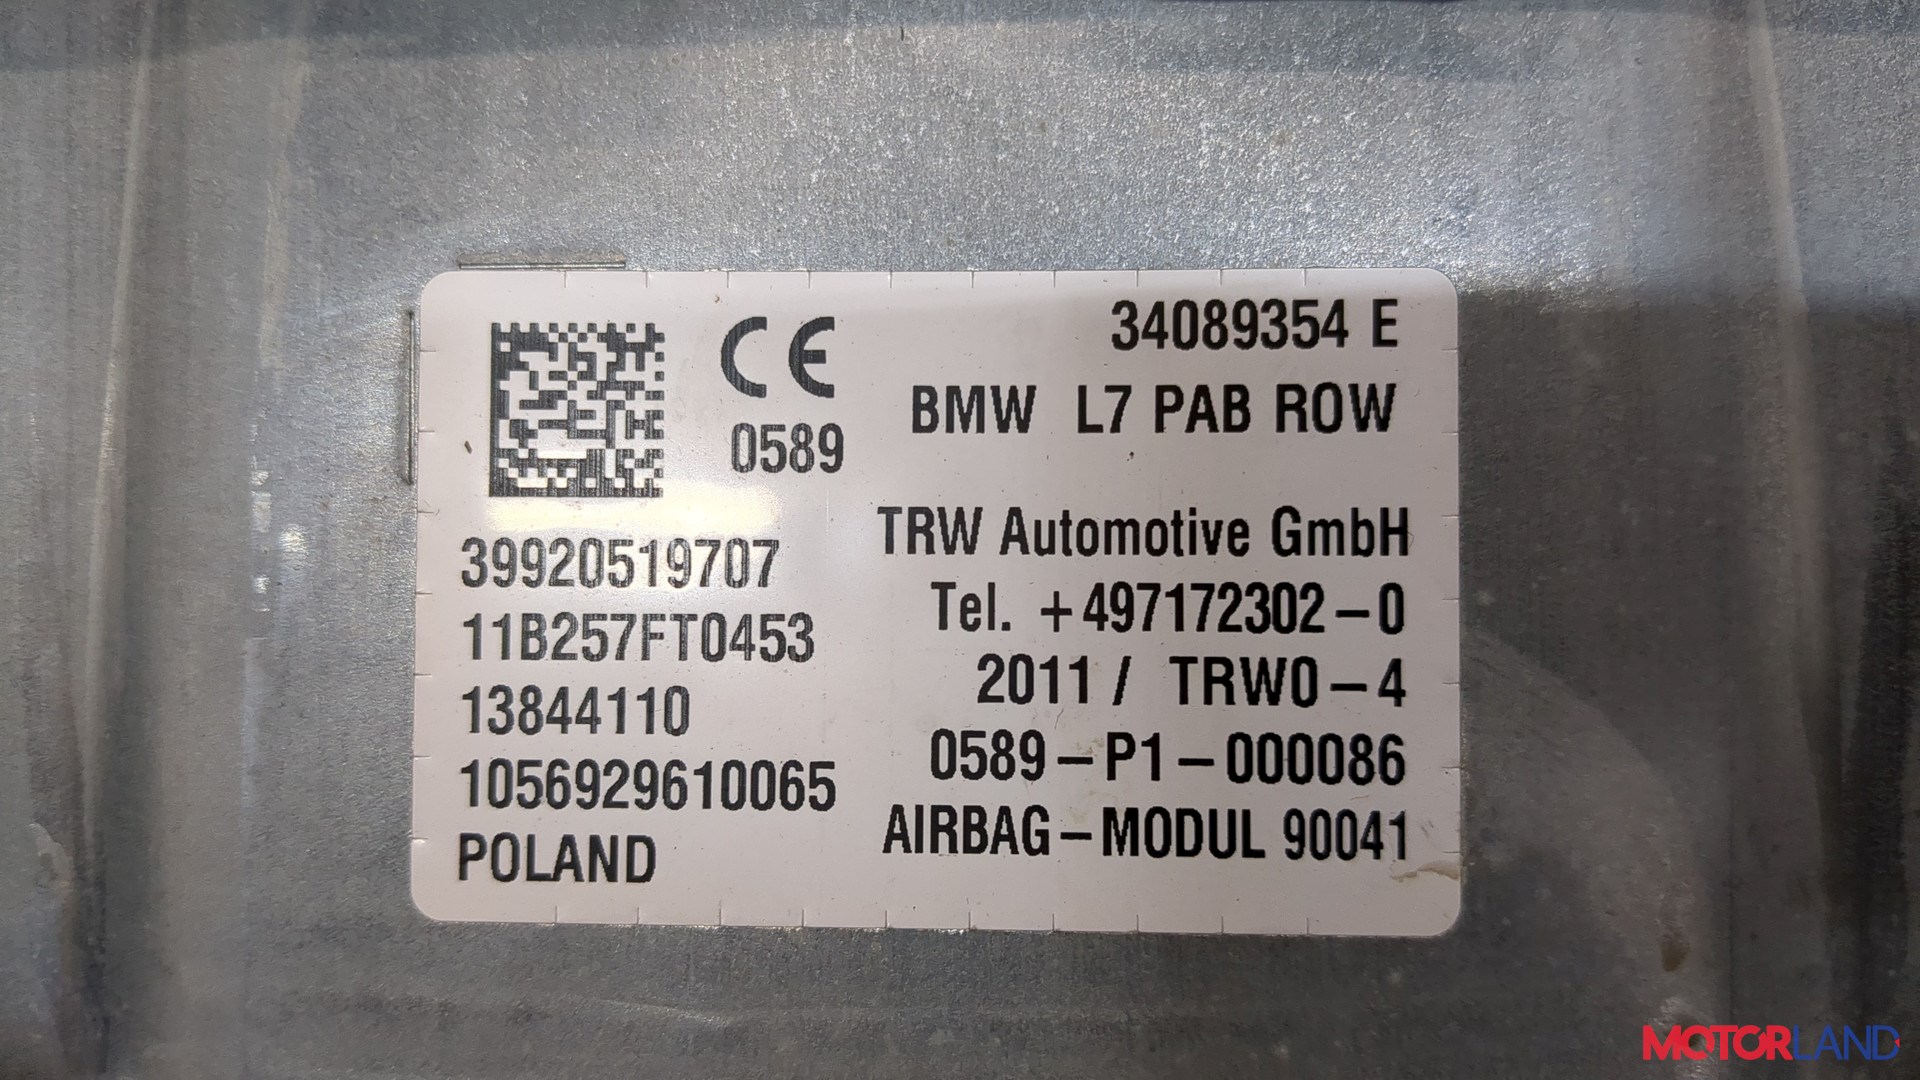 CE
0589
39920519707
11B257FT0453
13844110
1056929610065
POLAND
34089354 E
BMW L7 PAB ROW
TRW Automotive GmbH
Tel. +497172302-0
2011 / TRW0-4
0589-P1-000086
AIRBAG-MODUL 90041
MOTORLAND